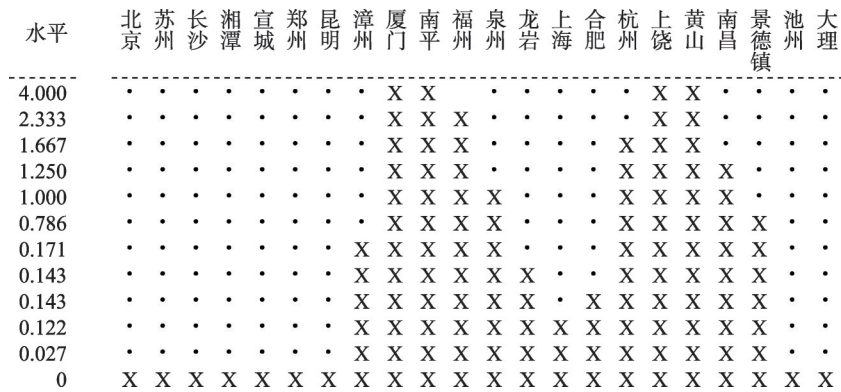 水平 北京 苏州 长沙 湘潭 宣城 郑州 昆明 漳州 厦门 南平 福州 泉州 龙岩 上海 合肥 杭州 上饶 黄山 南昌 景德镇 池州 大理
4.000 · · · · · · · · X X · · · · · X X · · · ·
2.333 · · · · · · · · X X X · · · · · X X · · · ·
1.667 · · · · · · · · X X X · · · · X X X · · · ·
1.250 · · · · · · · · X X X · · · · X X X X · · ·
1.000 · · · · · · · · X X X X · · · X X X X · · ·
0.786 · · · · · · · · X X X X · · · X X X X X · ·
0.171 · · · · · · · X X X X X · · · X X X X X · ·
0.143 · · · · · · · X X X X X X · · X X X X X · ·
0.143 · · · · · · · X X X X X X · X X X X X X · ·
0.122 · · · · · · · X X X X X X X X X X X X X · ·
0.027 · · · · · · · X X X X X X X X X X X X X · ·
0 X X X X X X X X X X X X X X X X X X X X X X